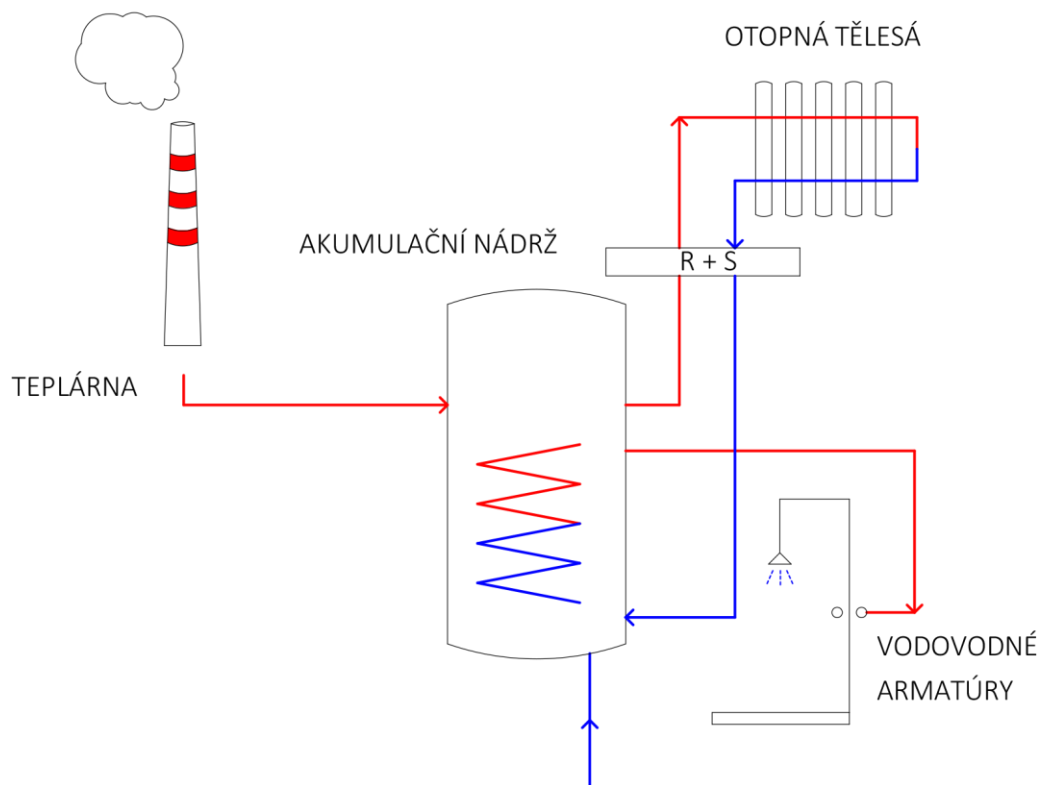 OTOPNÁ TĚLESÁ
AKUMULAČNÍ NÁDRŽ
R + S
TEPLÁRNA
VODOVODNÉ
ARMATÚRY